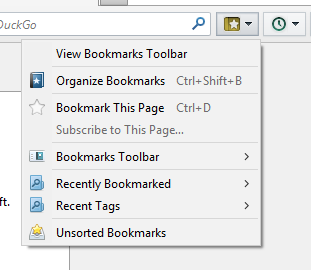 DuckGo
View Bookmarks Toolbar
Organize Bookmarks Ctrl+Shift+B
Bookmark This Page Ctrl+D
Subscribe to This Page...
Bookmarks Toolbar
Recently Bookmarked
ft. Recent Tags
Unsorted Bookmarks